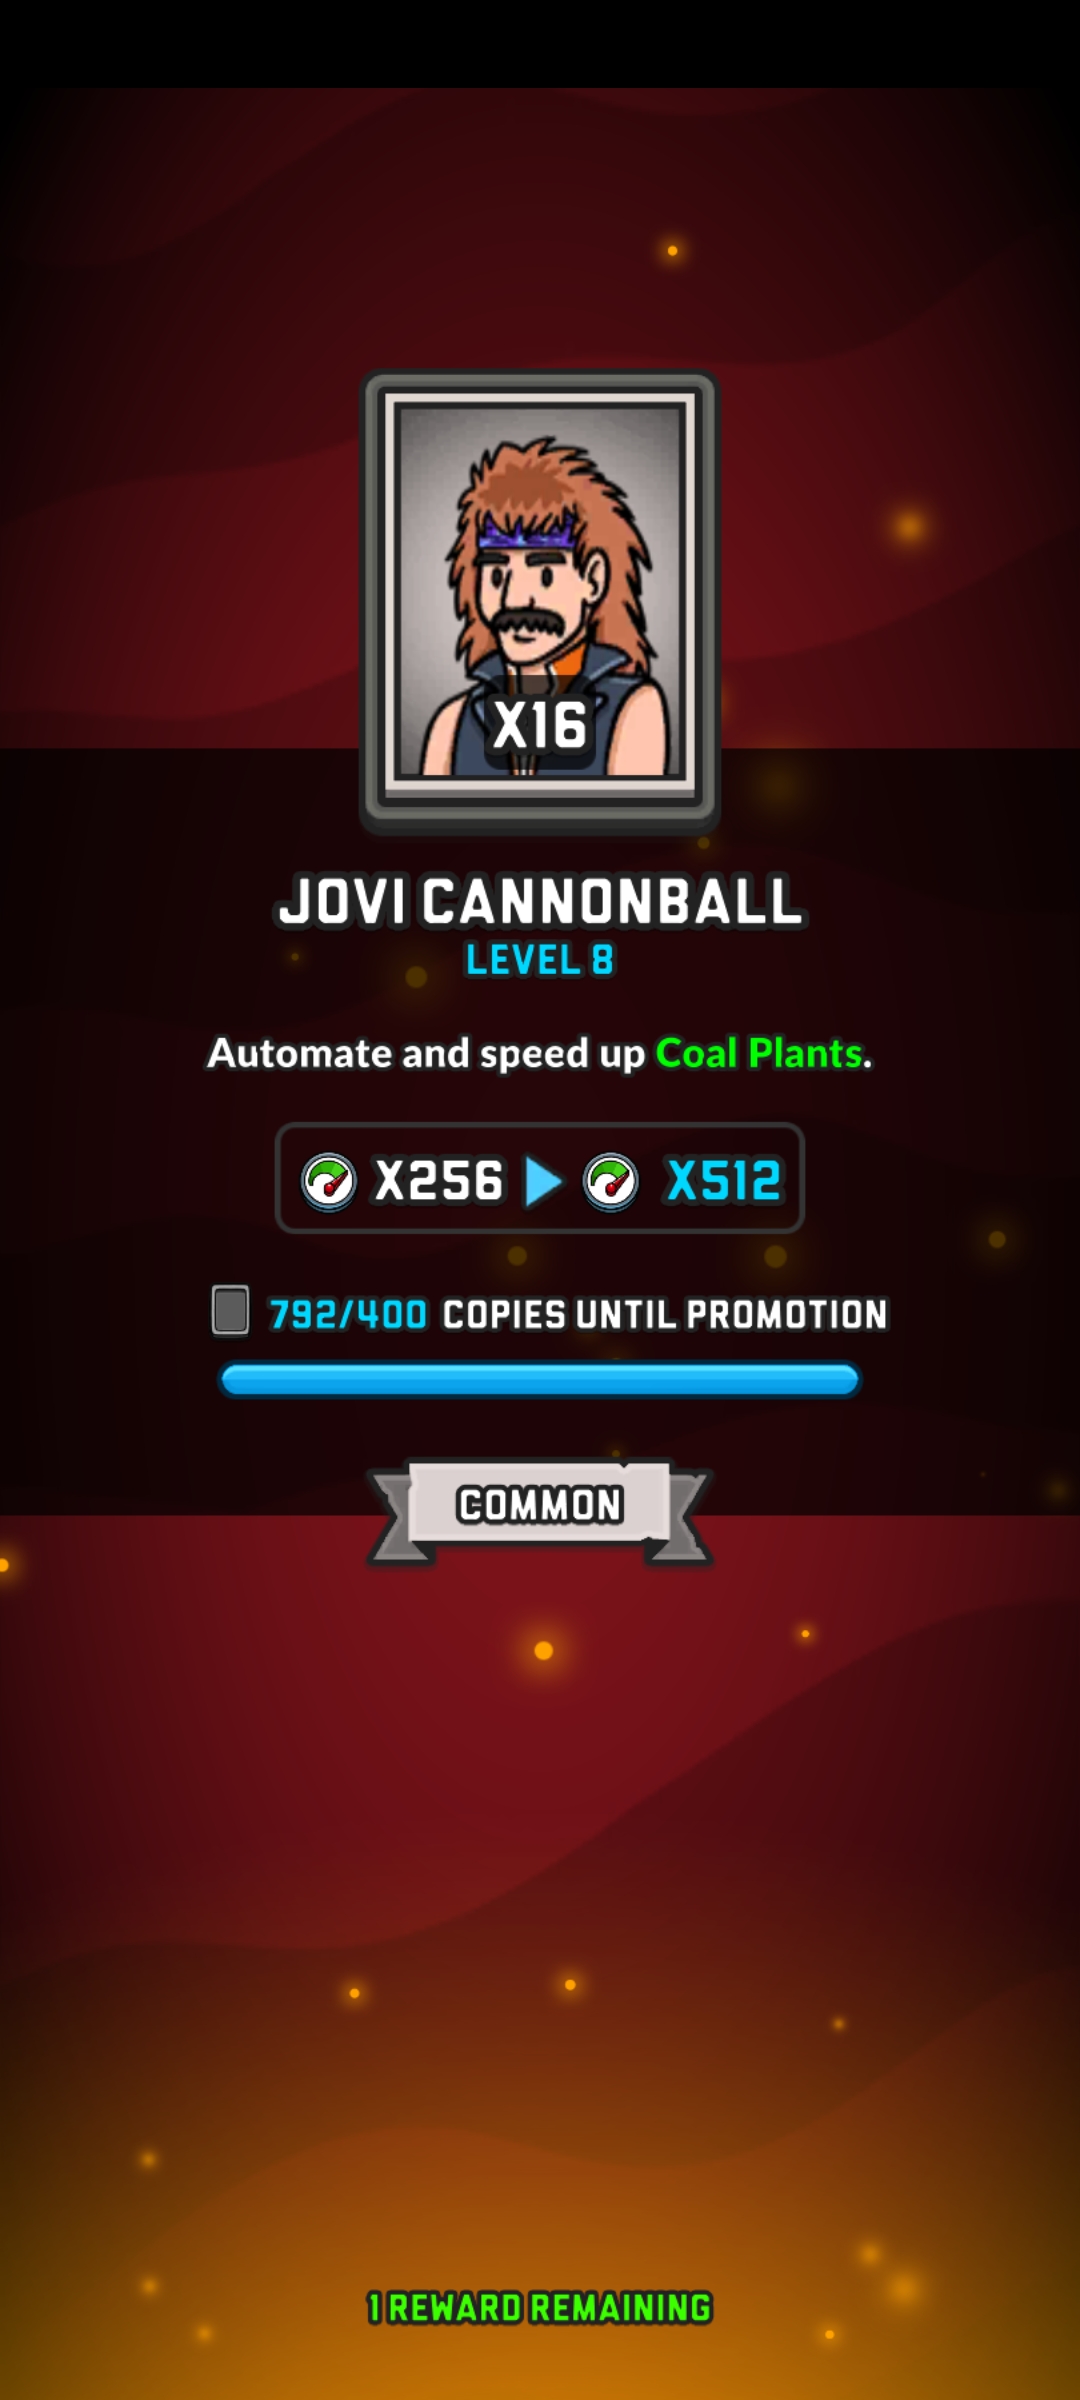 X16
JOVI CANNONBALL
LEVEL 8
Automate and speed up Coal Plants.
X256 X512
792/400 COPIES UNTIL PROMOTION
COMMON
1 REWARD REMAINING